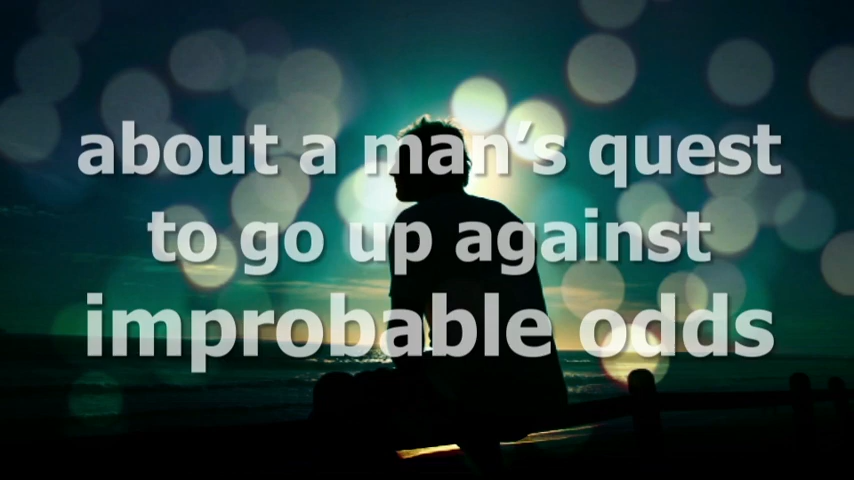 about a man’s quest
to go up against
improbable odds